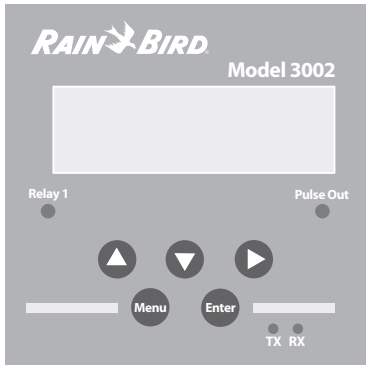 RAIN BIRD
Model 3002
Relay 1
Pulse Out
Menu
Enter
TX RX